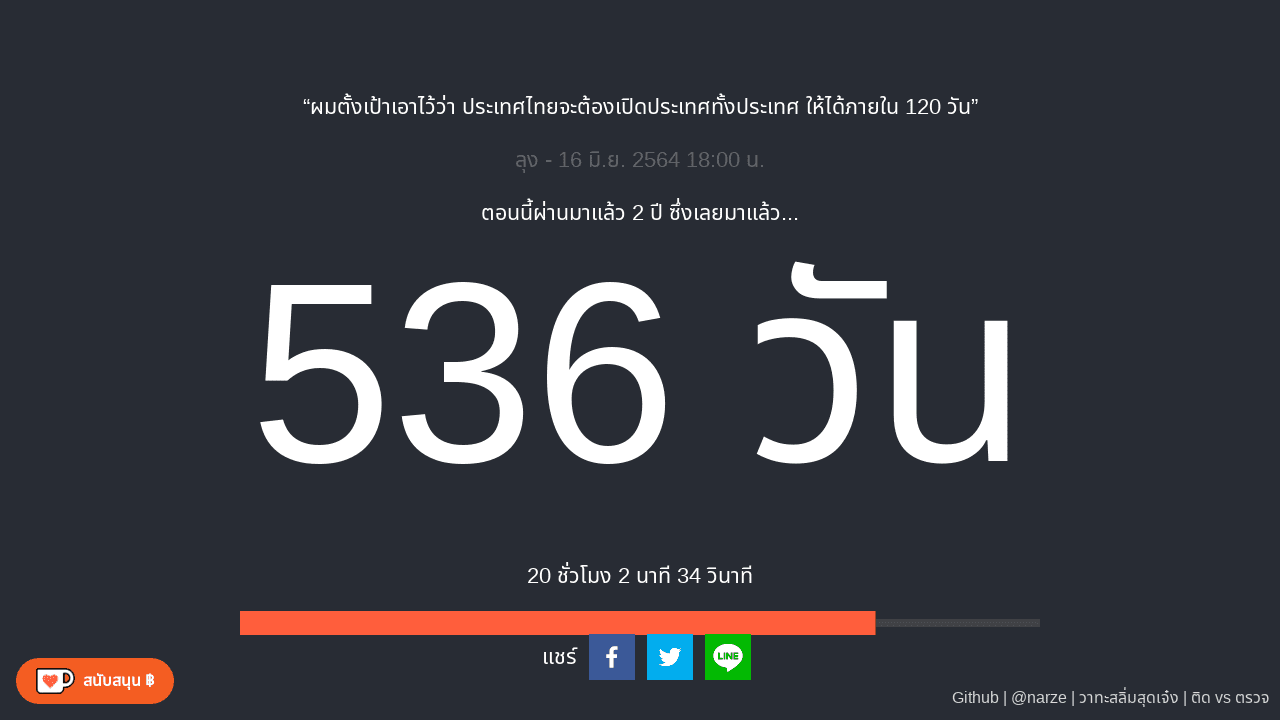 “ผมตั้งเป้าเอาไว้ว่า ประเทศไทยจะต้องเปิดประเทศทั้งประเทศ ให้ได้ภายใน 120 วัน”
ลุง - 16 มิ.ย. 2564 18:00 น.
ตอนนี้ผ่านมาแล้ว 2 ปี ซึ่งเลยมาแล้ว...
536 วัน
20 ชั่วโมง 2 นาที 34 วินาที
แชร์
LINE
สนับสนุน ฿
Github | @narze | วาทะสลิ่มสุดเจ๋ง | ติด vs ตรวจ